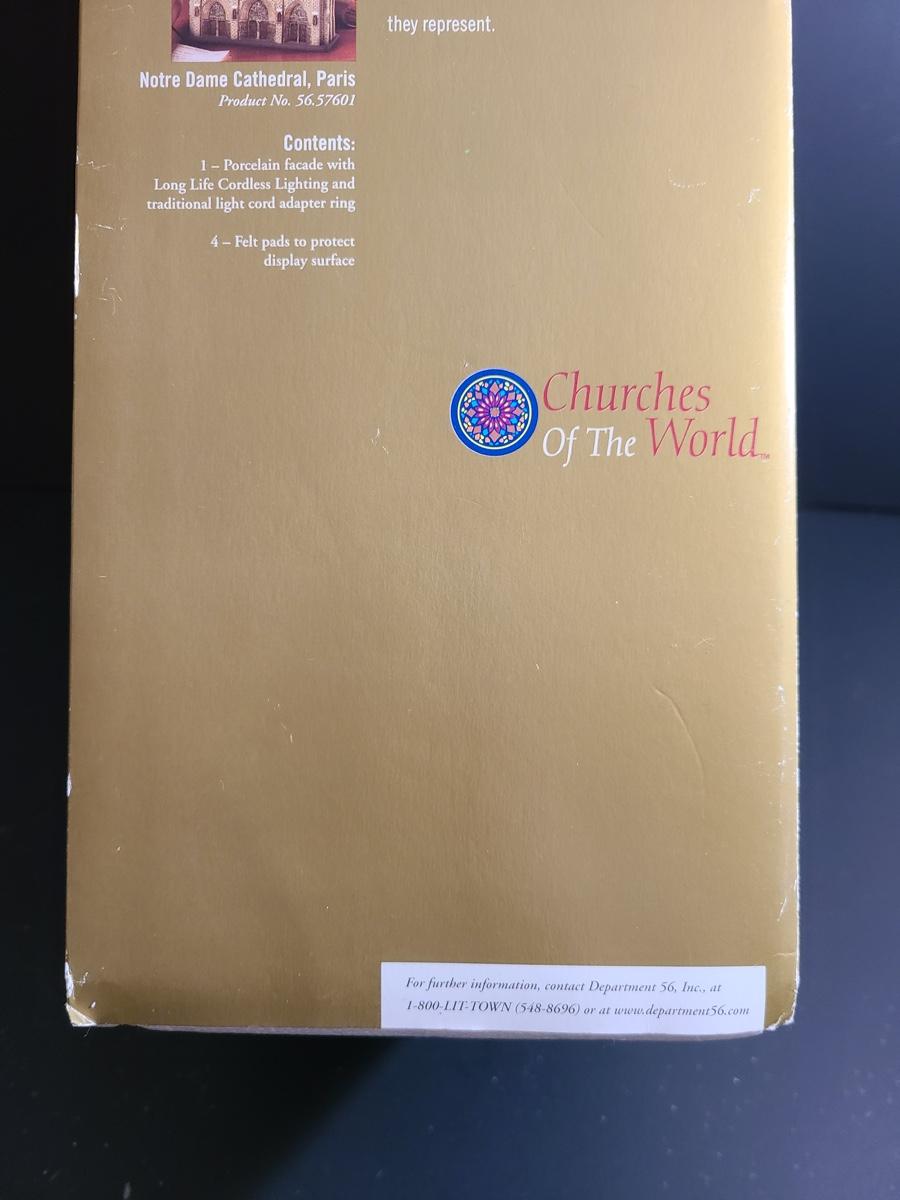 they represent.
Notre Dame Cathedral, Paris
Product No. 56.57601
Contents:
1 – Porcelain facade with
Long Life Cordless Lighting and
traditional light cord adapter ring
4 – Felt pads to protect
display surface
Churches
Of The World™
For further information, contact Department 56, Inc., at
1-800-LIT-TOWN (548-8696) or at www.department56.com